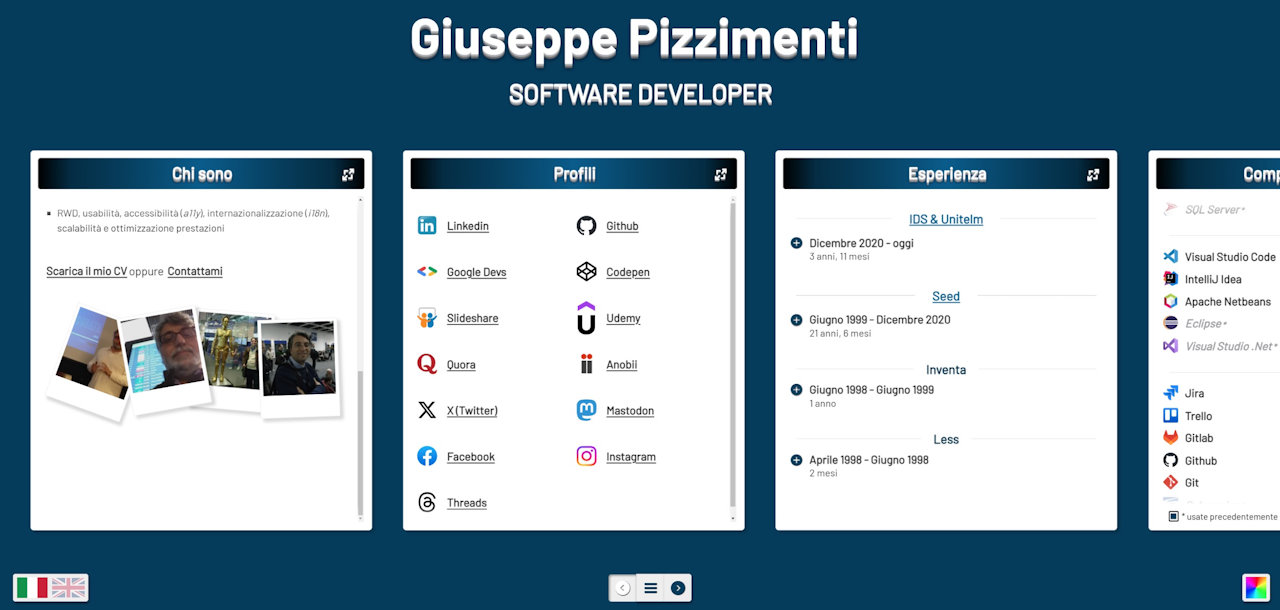 Giuseppe Pizzimenti
SOFTWARE DEVELOPER
Chi sono
RWD, usabilità, accessibilità (a11y), internazionalizzazione (i18n),
scalabilità e ottimizzazione prestazioni
Scarica il mio CV oppure Contattami
Profili
Linkedin
Github
Google Devs
Codepen
Slideshare
Udemy
Quora
Anobii
X (Twitter)
Mastodon
Facebook
Instagram
Threads
Esperienza
IDS & Unitelm
Dicembre 2020 - oggi
3 anni, 11 mesi
Seed
Giugno 1999 - Dicembre 2020
21 anni, 6 mesi
Inventa
Giugno 1998 - Giugno 1999
1 anno
Less
Aprile 1998 - Giugno 1998
2 mesi
Comp
SQL Server*
Visual Studio Code
IntelliJ Idea
Apache Netbeans
Eclipse*
Visual Studio .Net*
Jira
Trello
Gitlab
Github
Git
* usate precedentemente